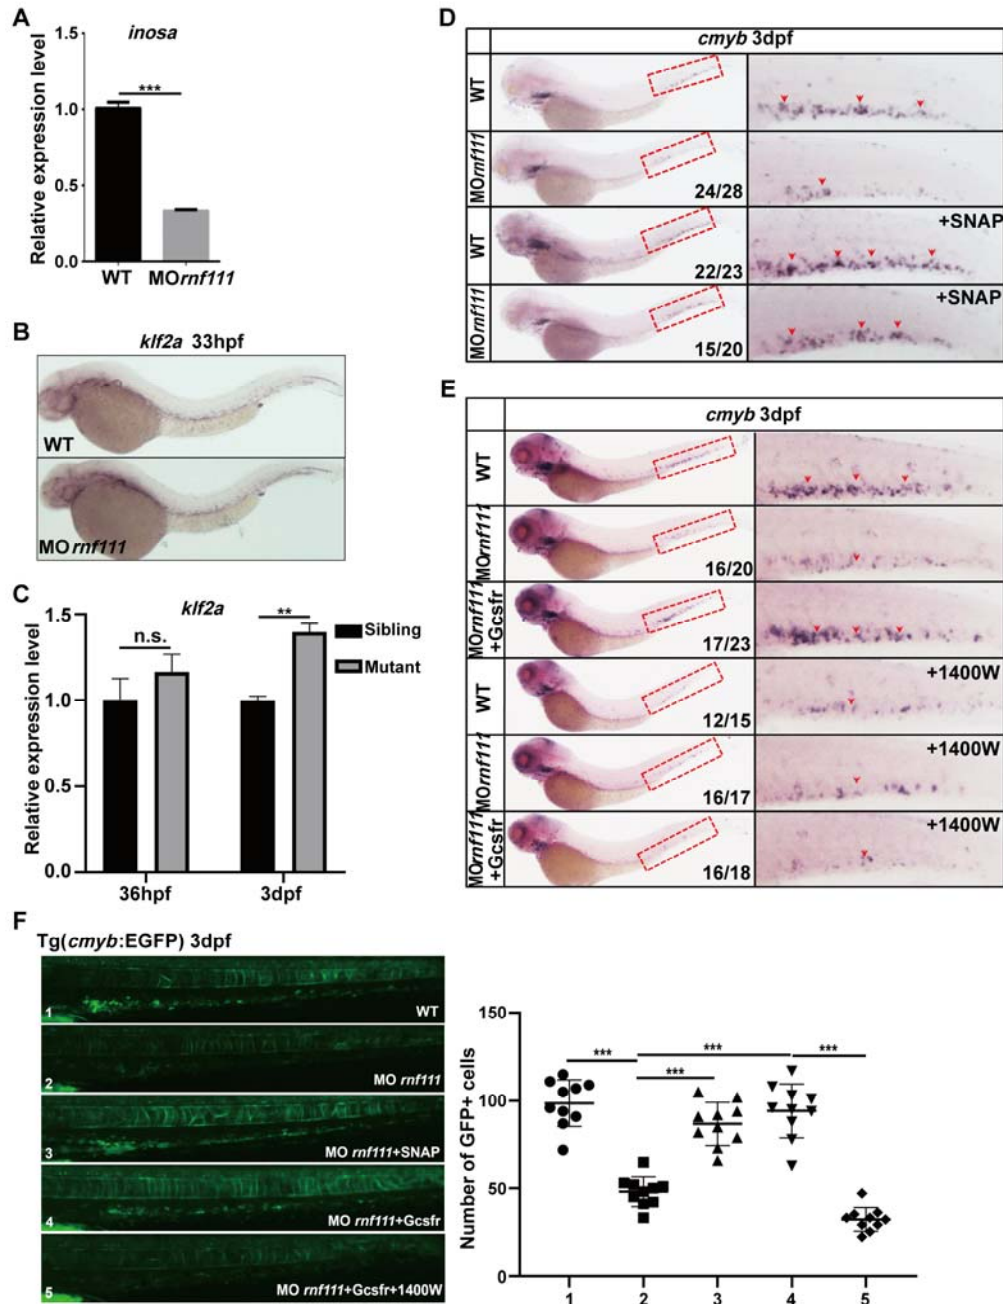 A
inosa
Relative expression level
1.5
1.0
0.5
0.0
***
WT
MOrnf111
B
klf2a 33hpf
WT
MOrnf111
C
klf2a
Relative expression level
1.5
1.0
0.5
0.0
n.s.
**
Sibling
Mutant
36hpf
3dpf
D
cmyb 3dpf
WT
MOrnf111
24/28
WT
22/23
+SNAP
MOrnf111
15/20
+SNAP
E
cmyb 3dpf
WT
MOrnf111
16/20
MOrnf111
+Gcsfr
17/23
WT
12/15
+1400W
MOrnf111
16/17
+1400W
MOrnf111
+Gcsfr
16/18
+1400W
F
Tg(cmyb:EGFP) 3dpf
1
WT
2
MO rnf111
3
MO rnf111+SNAP
4
MO rnf111+Gcsfr
5
MO rnf111+Gcsfr+1400W
Number of GFP+ cells
150
100
50
0
***
***
***
***
1 2 3 4 5